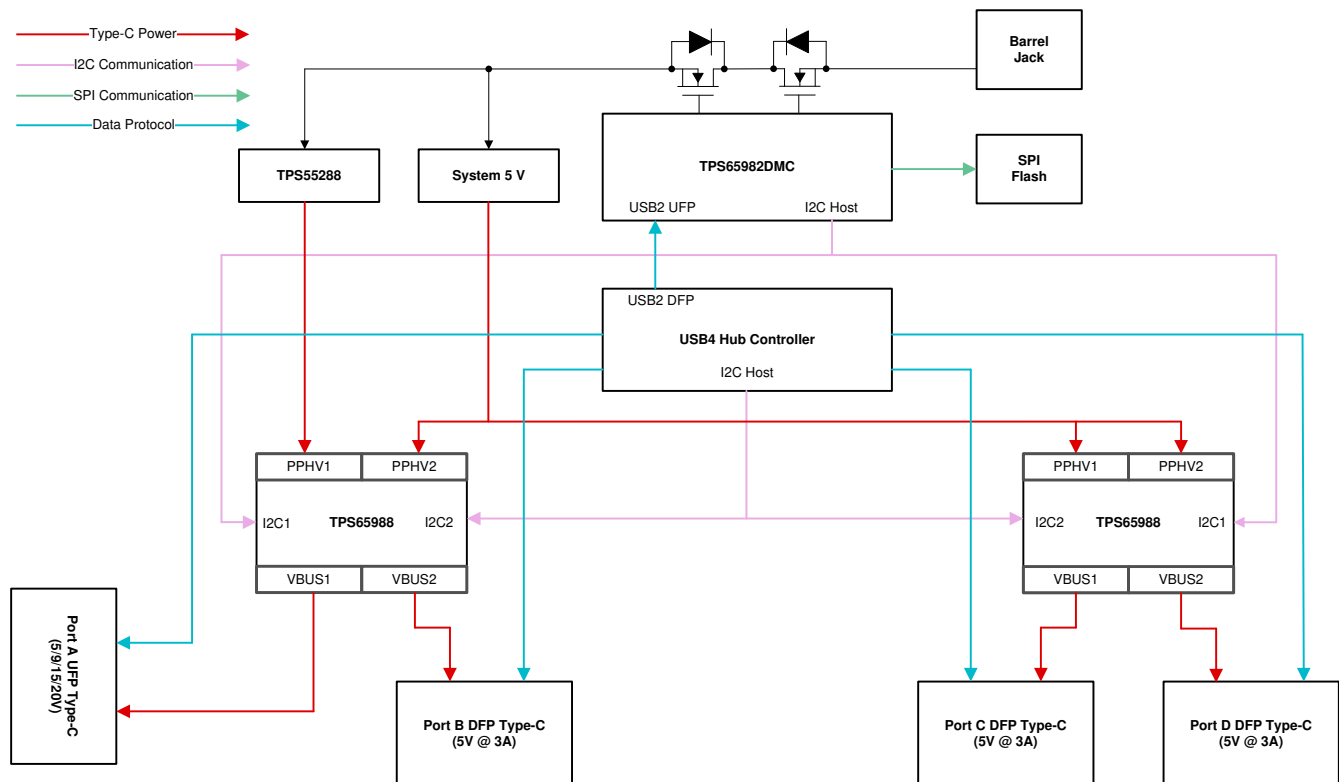 Type-C Power
I2C Communication
SPI Communication
Data Protocol
Barrel
Jack
TPS55288
System 5 V
TPS65982DMC
USB2 UFP
I2C Host
SPI
Flash
USB2 DFP
USB4 Hub Controller
I2C Host
PPHV1
PPHV2
I2C1
TPS65988
I2C2
VBUS1
VBUS2
PPHV1
PPHV2
I2C2
TPS65988
I2C1
VBUS1
VBUS2
Port A UFP Type-C
(5/9/15/20V)
Port B DFP Type-C
(5V @ 3A)
Port C DFP Type-C
(5V @ 3A)
Port D DFP Type-C
(5V @ 3A)